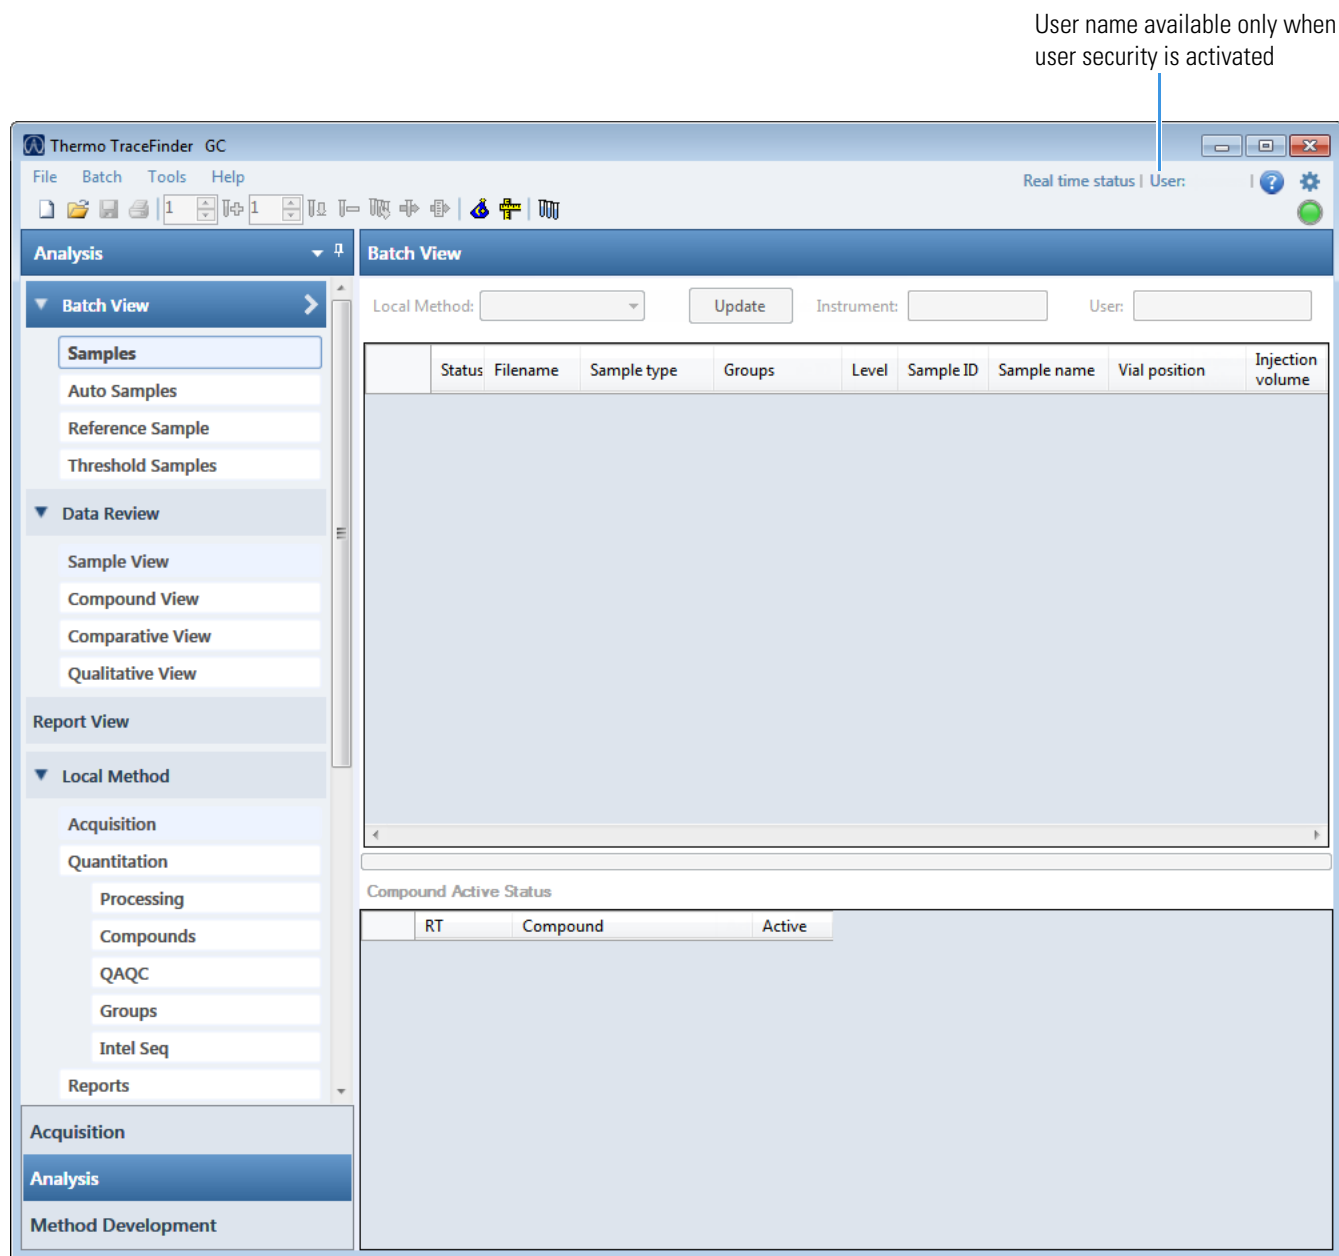 User name available only when
user security is activated
Thermo TraceFinder GC
File Batch Tools Help
Real time status | User: |
1 1
Analysis
Batch View
Batch View
Samples
Auto Samples
Reference Sample
Threshold Samples
Data Review
Sample View
Compound View
Comparative View
Qualitative View
Report View
Local Method
Acquisition
Quantitation
Processing
Compounds
QAQC
Groups
Intel Seq
Reports
Acquisition
Analysis
Method Development
Local Method: Update Instrument: User:
Status Filename Sample type Groups Level Sample ID Sample name Vial position Injection
volume
Compound Active Status
RT Compound Active